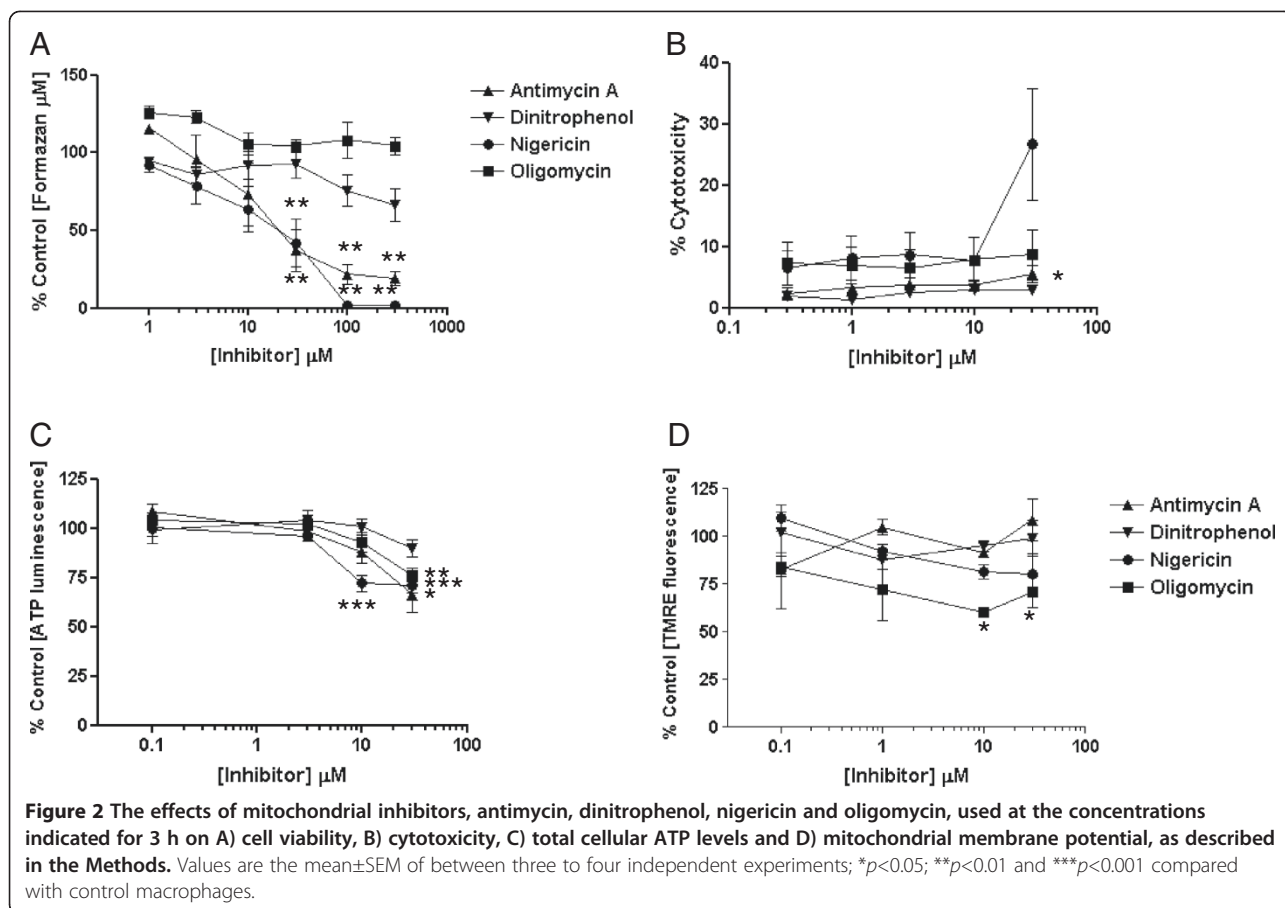 A
150
100
50
0
% Control [Formazan µM]
1
10
100
1000
[Inhibitor] µM
**
**
**
**
**
**
Antimycin A
Dinitrophenol
Nigericin
Oligomycin
B
40
30
20
10
0
% Cytotoxicity
0.1
1
10
100
[Inhibitor] µM
*
C
125
100
75
50
25
0
% Control [ATP luminescence]
0.1
1
10
100
[Inhibitor] µM
***
**
***
*
D
125
100
75
50
25
0
% Control [TMRE fluorescence]
0.1
1
10
100
[Inhibitor] µM
*
*
Antimycin A
Dinitrophenol
Nigericin
Oligomycin
Figure 2 The effects of mitochondrial inhibitors, antimycin, dinitrophenol, nigericin and oligomycin, used at the concentrations
indicated for 3 h on A) cell viability, B) cytotoxicity, C) total cellular ATP levels and D) mitochondrial membrane potential, as described
in the Methods. Values are the mean±SEM of between three to four independent experiments; *p<0.05; **p<0.01 and ***p<0.001 compared
with control macrophages.